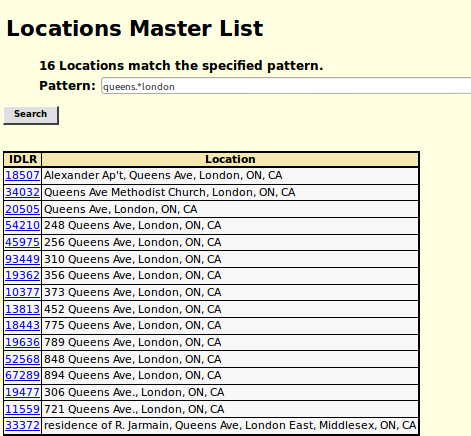 Locations Master List
16 Locations match the specified pattern.
Pattern: queens.*london
Search
IDLR Location
18507 Alexander Ap't, Queens Ave, London, ON, CA
34032 Queens Ave Methodist Church, London, ON, CA
20505 Queens Ave, London, ON, CA
54210 248 Queens Ave, London, ON, CA
45975 256 Queens Ave, London, ON, CA
93449 310 Queens Ave, London, ON, CA
19362 356 Queens Ave, London, ON, CA
10377 373 Queens Ave, London, ON, CA
13813 452 Queens Ave, London, ON, CA
18443 775 Queens Ave, London, ON, CA
19636 789 Queens Ave, London, ON, CA
52568 848 Queens Ave, London, ON, CA
67289 894 Queens Ave, London, ON, CA
19477 306 Queens Ave., London, ON, CA
11559 721 Queens Ave., London, ON, CA
33372 residence of R. Jarmain, Queens Ave, London East, Middlesex, ON, CA